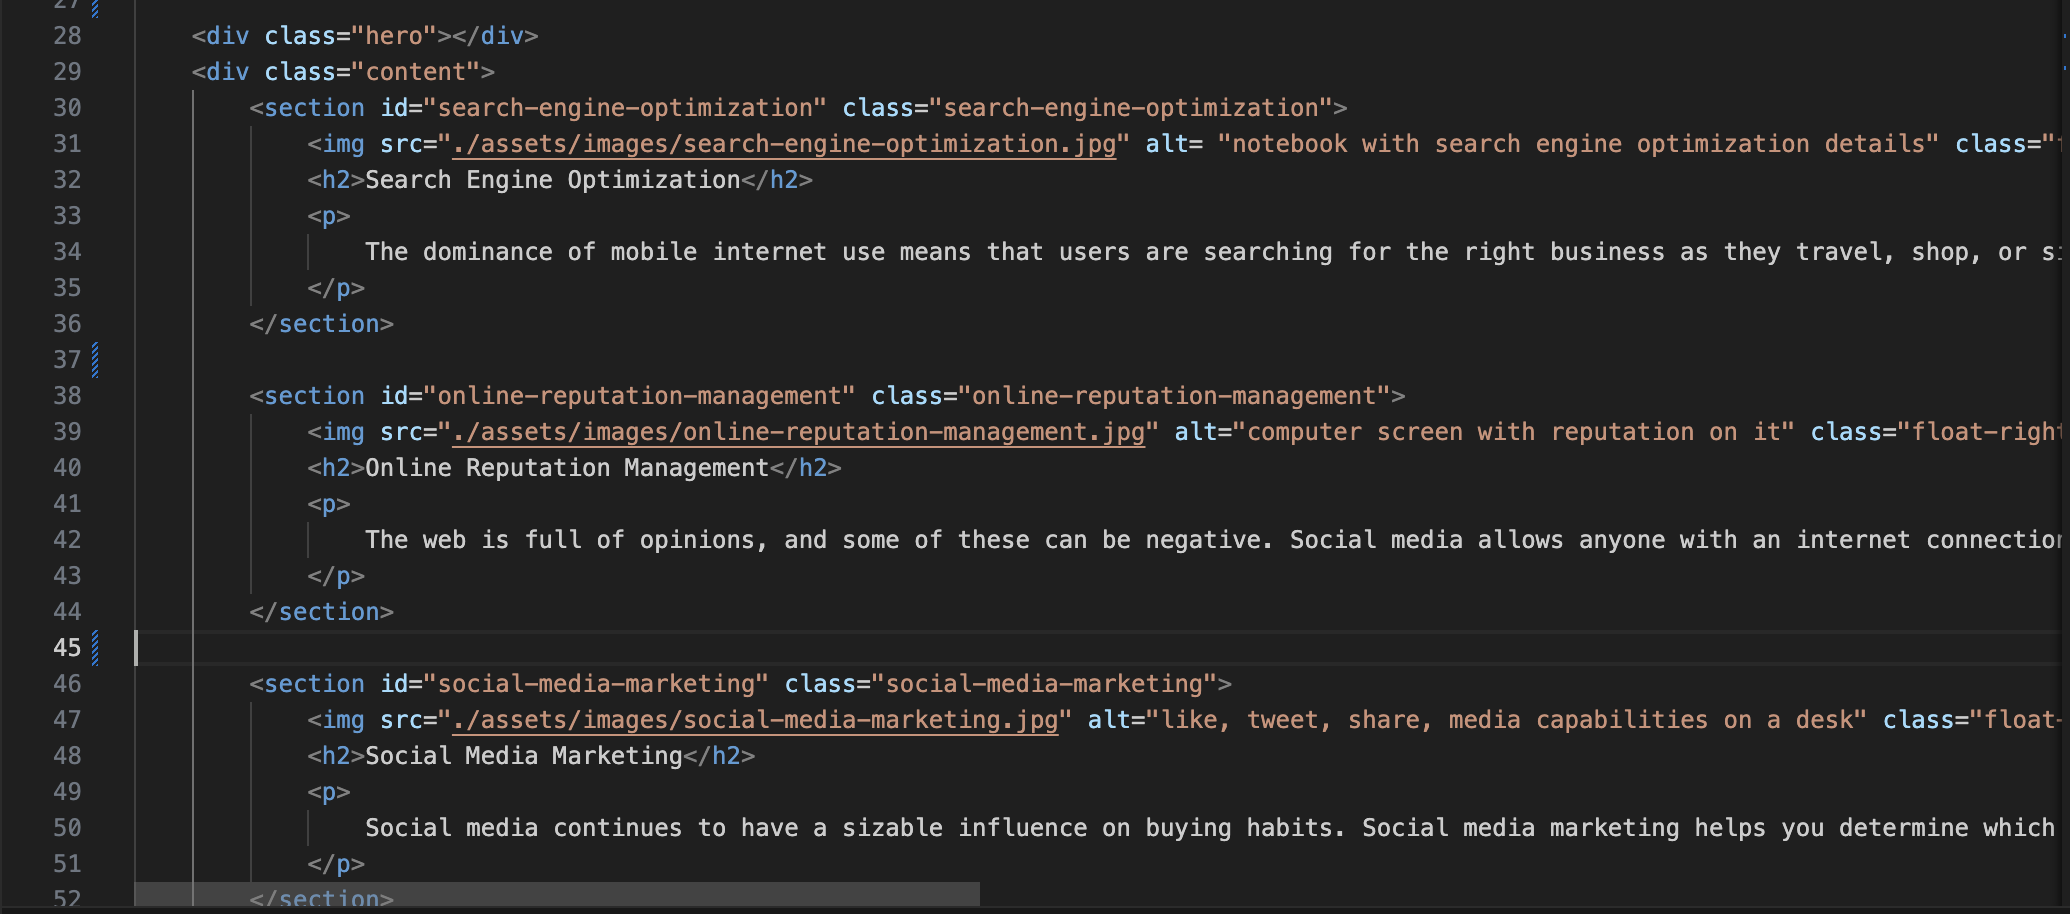 27
28 <div class="hero"></div>
29 <div class="content">
30 <section id="search-engine-optimization" class="search-engine-optimization">
31 <img src="./assets/images/search-engine-optimization.jpg" alt= "notebook with search engine optimization details" class="
32 <h2>Search Engine Optimization</h2>
33 <p>
34 The dominance of mobile internet use means that users are searching for the right business as they travel, shop, or
35 </p>
36 </section>
37
38 <section id="online-reputation-management" class="online-reputation-management">
39 <img src="./assets/images/online-reputation-management.jpg" alt="computer screen with reputation on it" class="float-right
40 <h2>Online Reputation Management</h2>
41 <p>
42 The web is full of opinions, and some of these can be negative. Social media allows anyone with an internet connection
43 </p>
44 </section>
45
46 <section id="social-media-marketing" class="social-media-marketing">
47 <img src="./assets/images/social-media-marketing.jpg" alt="like, tweet, share, media capabilities on a desk" class="float-
48 <h2>Social Media Marketing</h2>
49 <p>
50 Social media continues to have a sizable influence on buying habits. Social media marketing helps you determine which
51 </p>
52 </section>